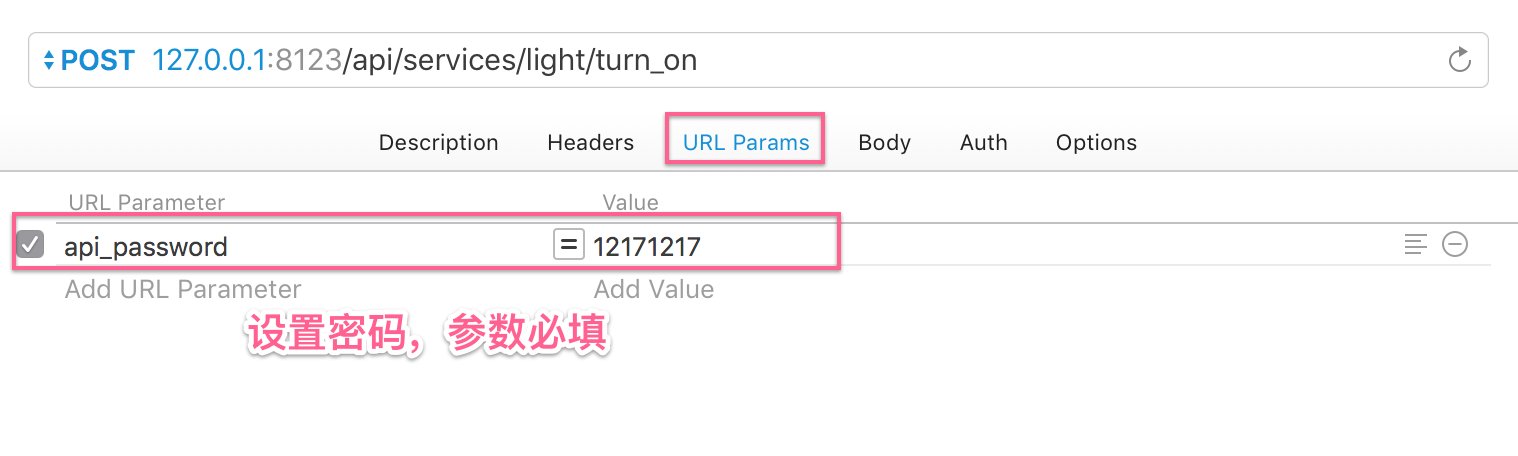 POST 127.0.0.1:8123/api/services/light/turn_on
Description Headers URL Params Body Auth Options
URL Parameter Value
api_password = 12171217
Add URL Parameter Add Value
设置密码，参数必填